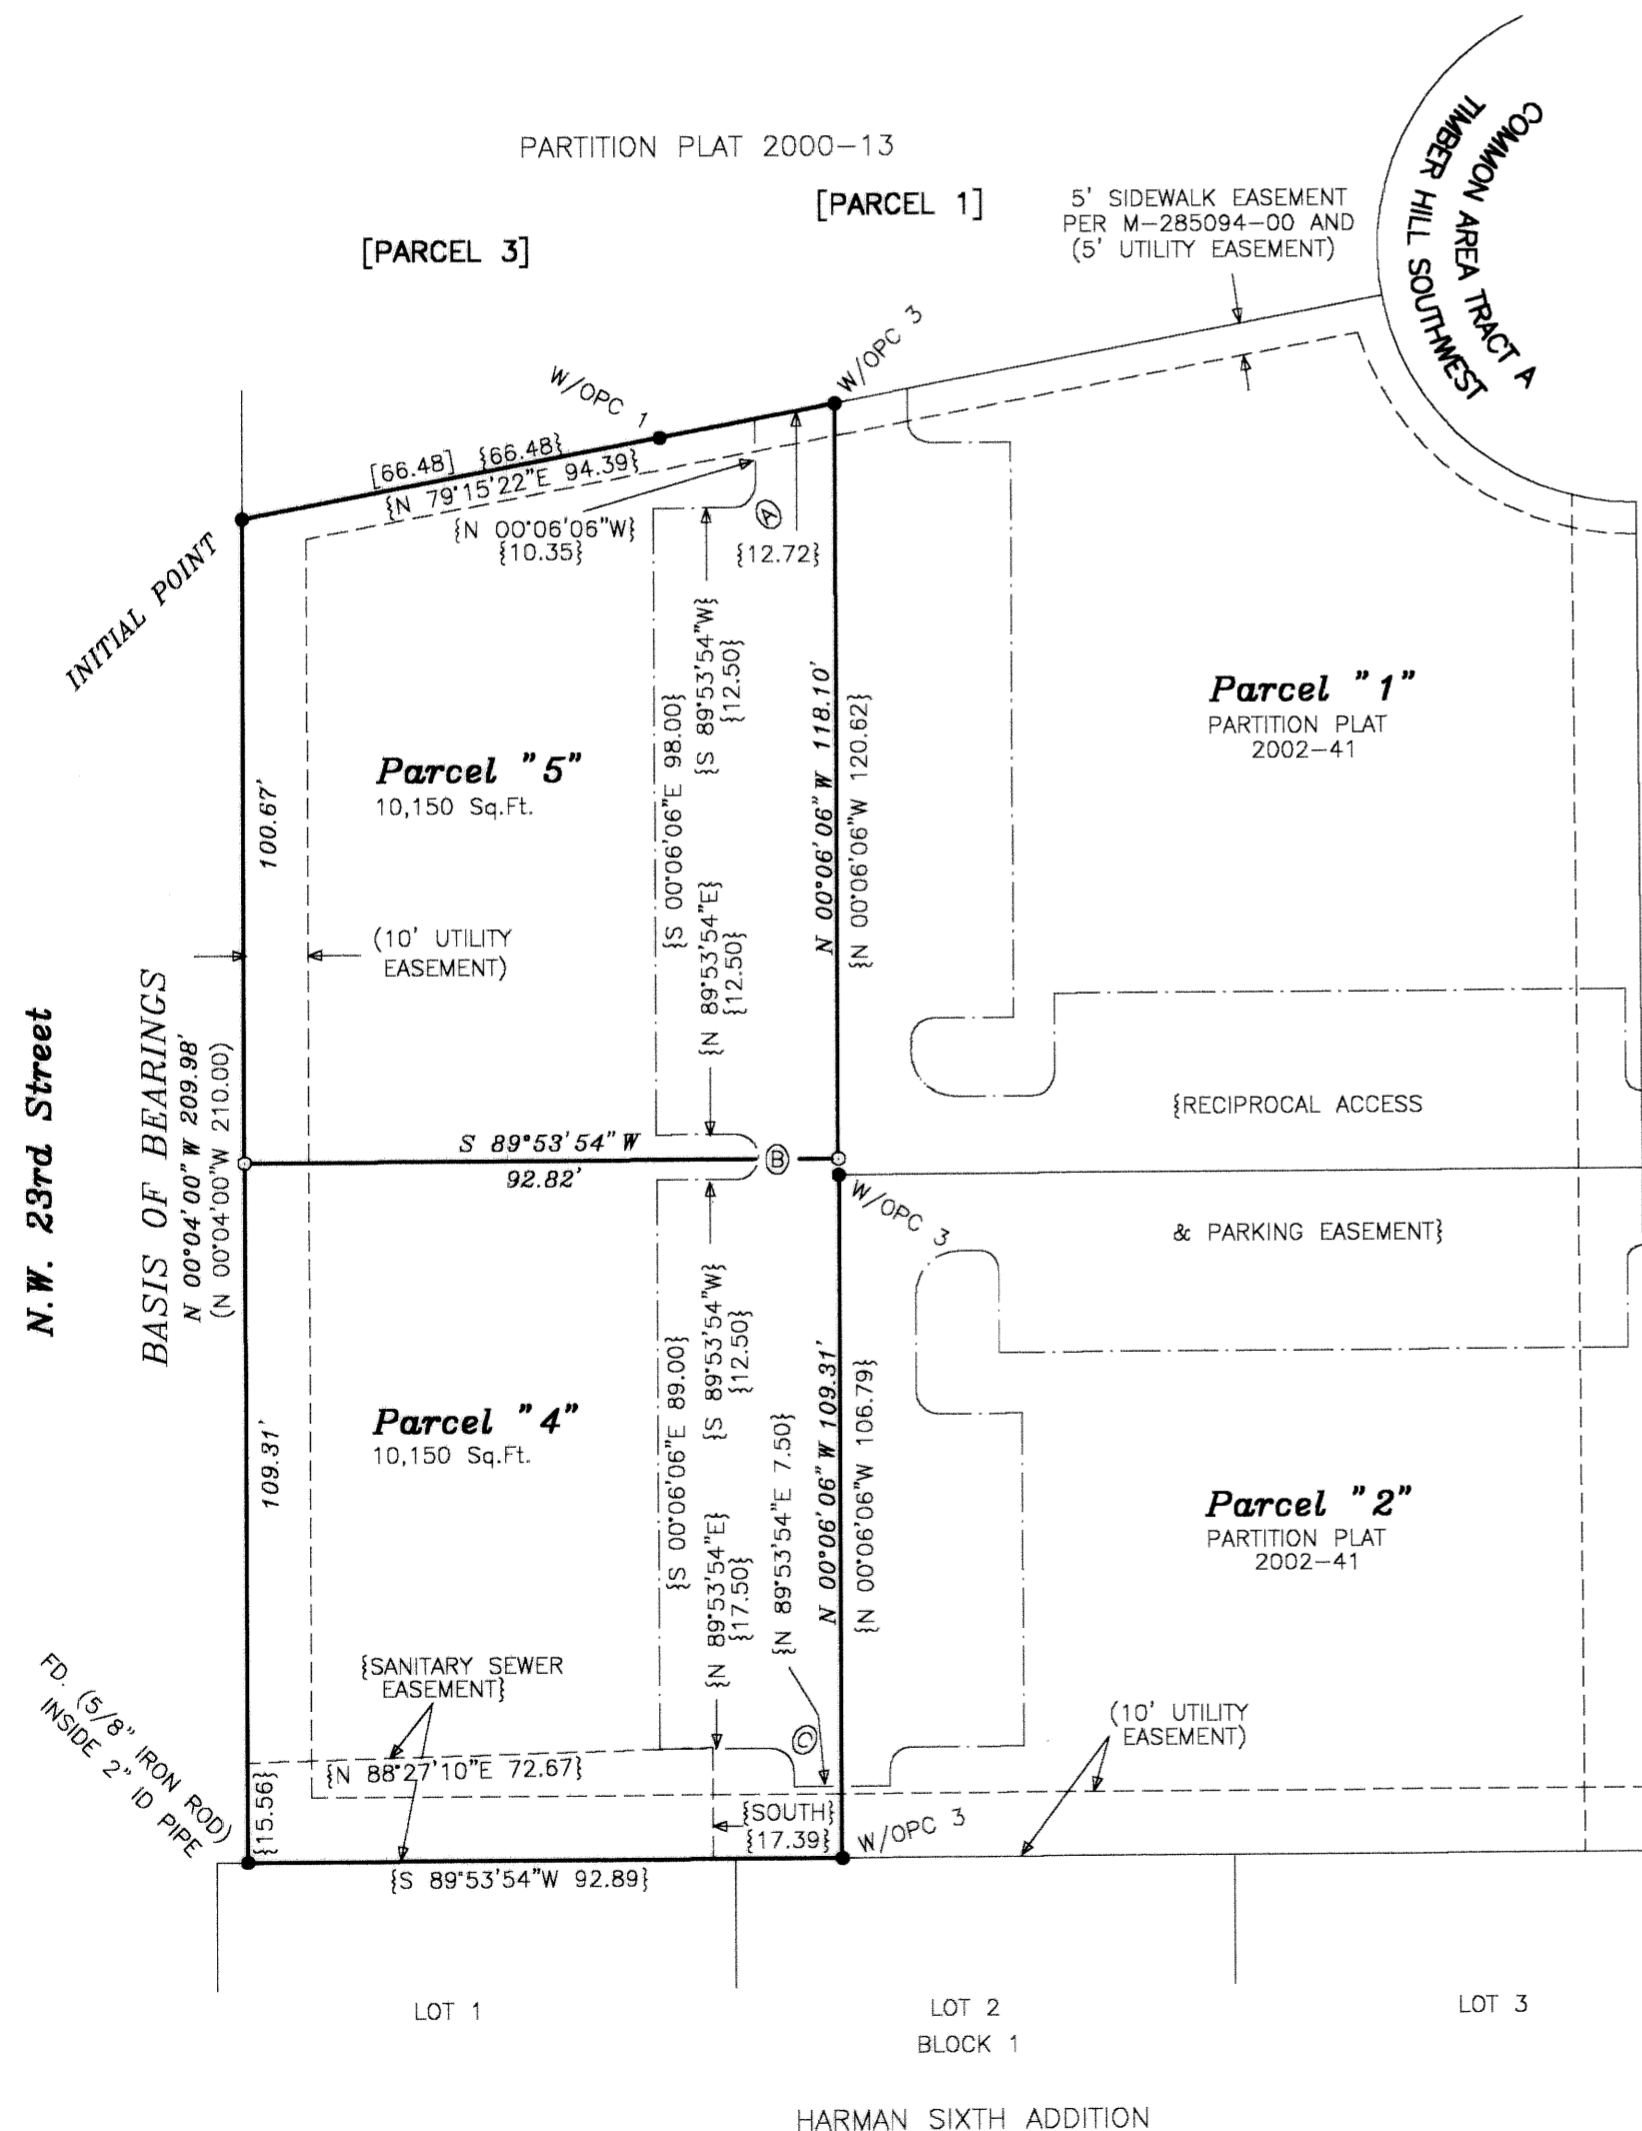 PARTITION PLAT 2000-13
[PARCEL 1]
[PARCEL 3]
5' SIDEWALK EASEMENT
PER M-285094-00 AND
(5' UTILITY EASEMENT)
COMMON AREA TRACT A
TIMBER HILL SOUTHWEST
W/OPC 3
W/OPC 1
[66.48] {66.48}
{N 79°15'22"E 94.39}
{N 00°06'06"W}
{10.35}
A
{12.72}
INITIAL POINT
{S 89°53'54"W}
{12.50}
{S 00°06'06"E 98.00}
N 00°06'06"W 118.10'
{N 00°06'06"W 120.62}
Parcel "1"
PARTITION PLAT
2002-41
Parcel "5"
10,150 Sq.Ft.
100.67'
{N 89°53'54"E}
{12.50}
(10' UTILITY
EASEMENT)
N.W. 23rd Street
BASIS OF BEARINGS
N 00°04'00"W 209.98'
(N 00°04'00"W 210.00)
{RECIPROCAL ACCESS
S 89°53'54"W
92.82'
B
W/OPC 3
& PARKING EASEMENT}
{S 89°53'54"W}
{12.50}
{S 00°06'06"E 89.00}
N 00°06'06"W 109.31'
{N 00°06'06"W 106.79}
Parcel "4"
10,150 Sq.Ft.
109.31'
{N 89°53'54"E 7.50}
{N 89°53'54"E}
{17.50}
Parcel "2"
PARTITION PLAT
2002-41
{SANITARY SEWER
EASEMENT}
FD. (5/8" IRON ROD)
INSIDE 2" ID PIPE
C
(10' UTILITY
EASEMENT)
{N 88°27'10"E 72.67}
{15.56}
{SOUTH}
{17.39}
W/OPC 3
{S 89°53'54"W 92.89}
LOT 1
LOT 2
LOT 3
BLOCK 1
HARMAN SIXTH ADDITION